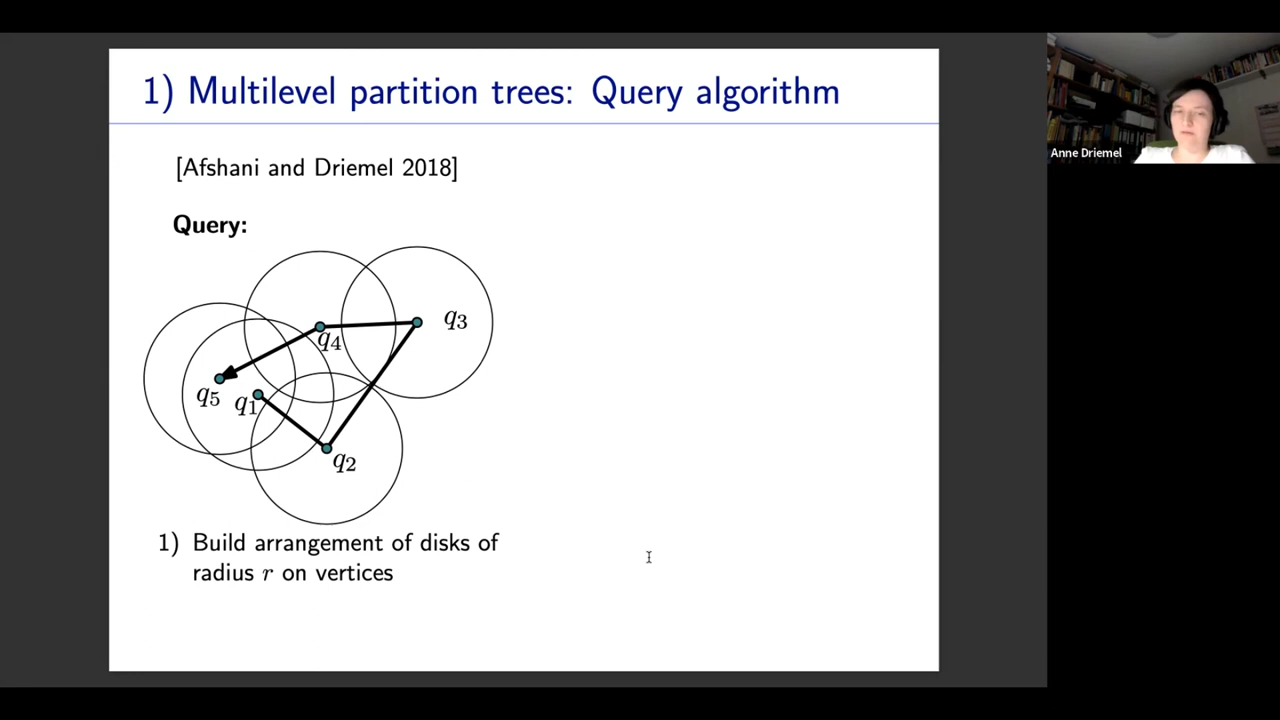 1) Multilevel partition trees: Query algorithm
Anne Driemel
[Afshani and Driemel 2018]
Query:
q3
q4
q5
q1
q2
1) Build arrangement of disks of
radius r on vertices